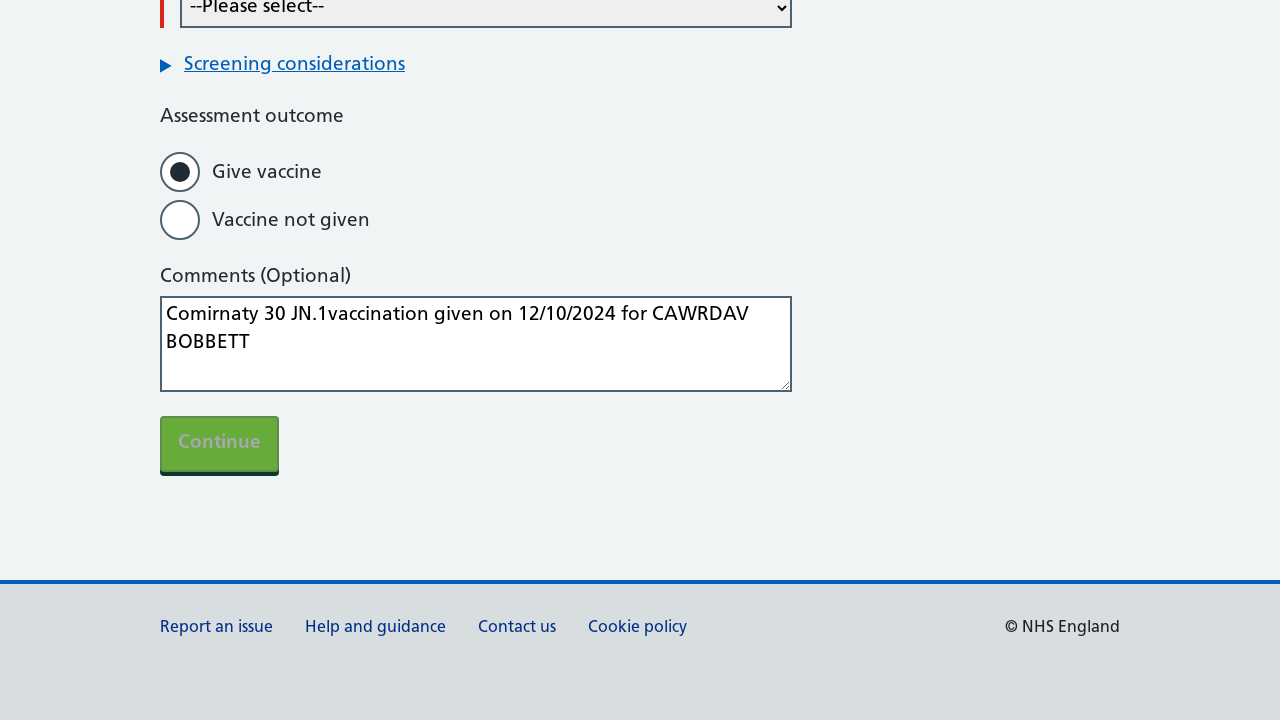 --Please select--
Screening considerations
Assessment outcome
Give vaccine
Vaccine not given
Comments (Optional)
Comirnaty 30 JN.1vaccination given on 12/10/2024 for CAWRDAV
BOBBETT
Continue
Report an issue Help and guidance Contact us Cookie policy © NHS England